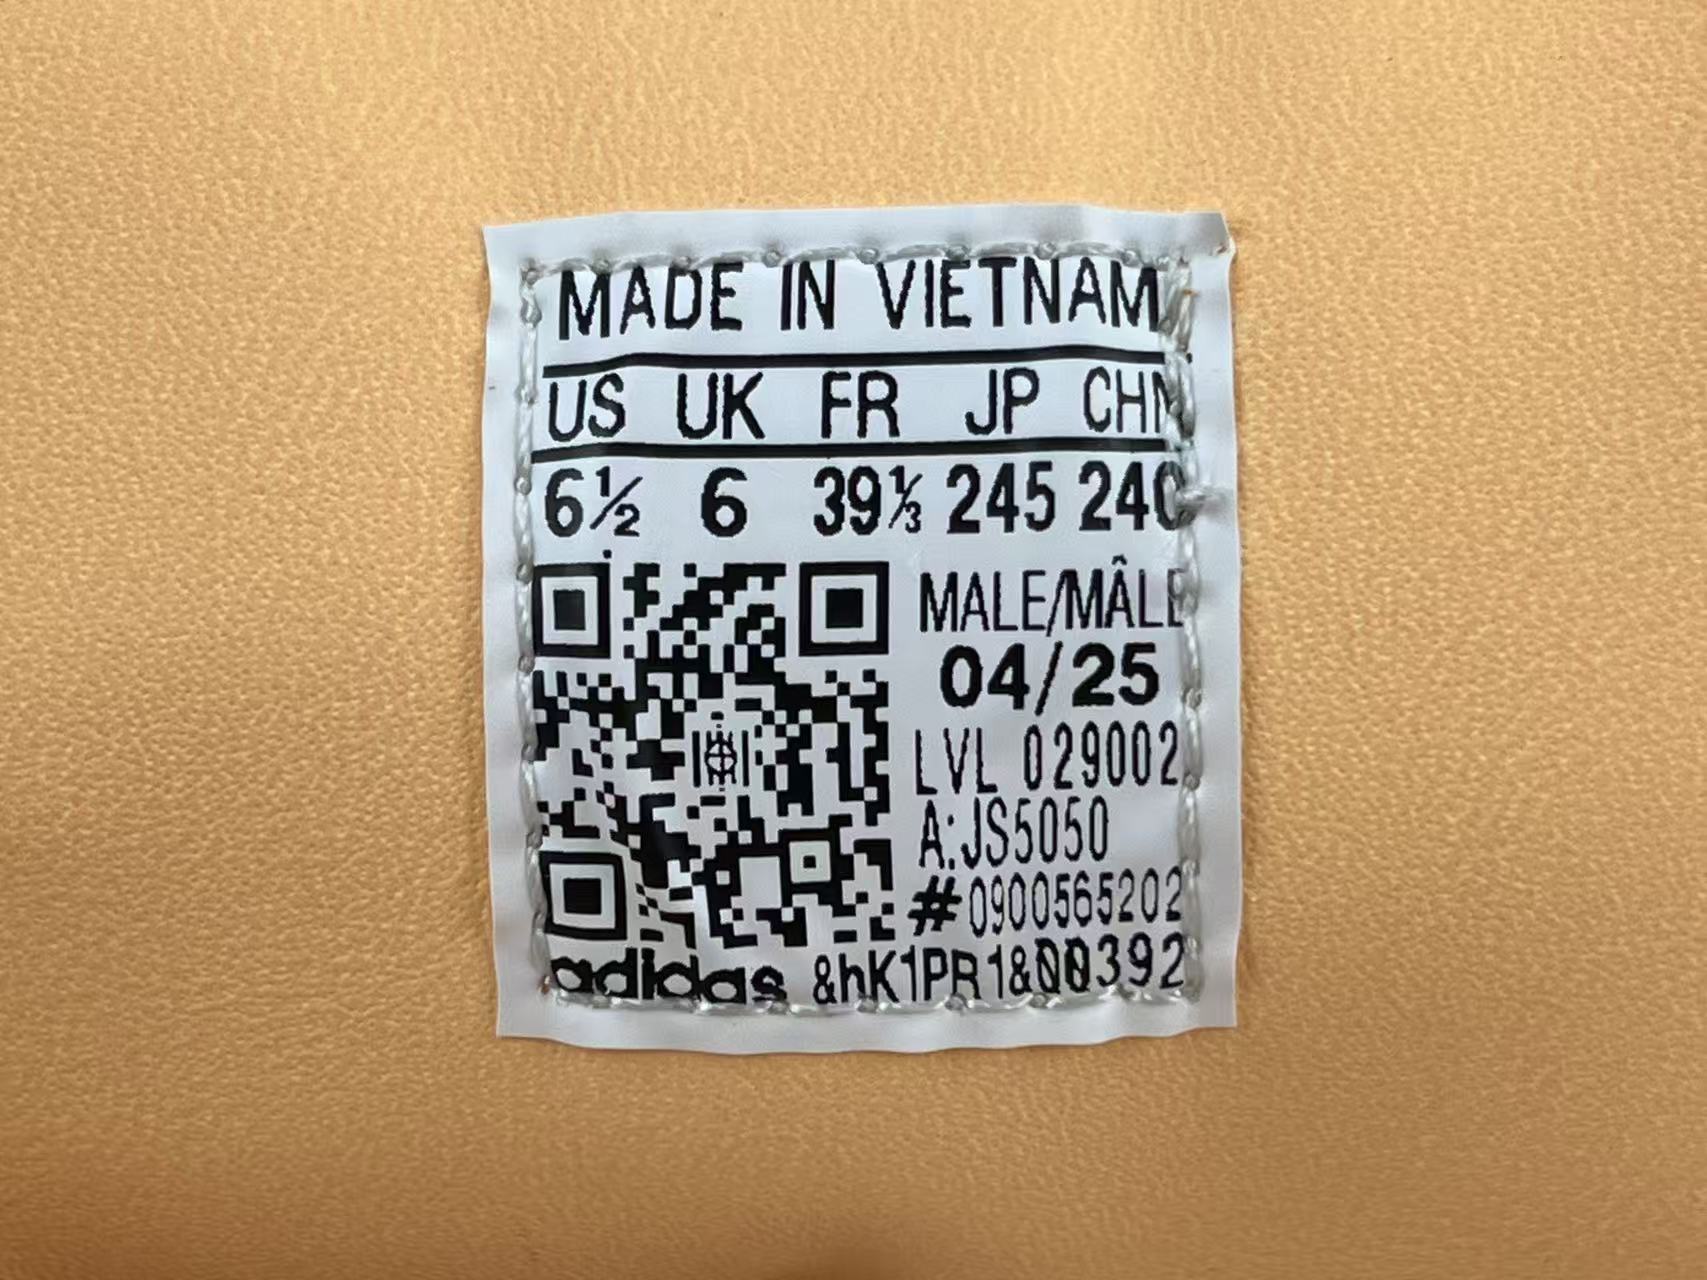 MADE IN VIETNAM
US UK FR JP CHN
6½ 6 39⅓ 245 240
MALE/MÂLE
04/25
LVL 029002
A:JS5050
#0900565202
adidas &hK1PR1&00392